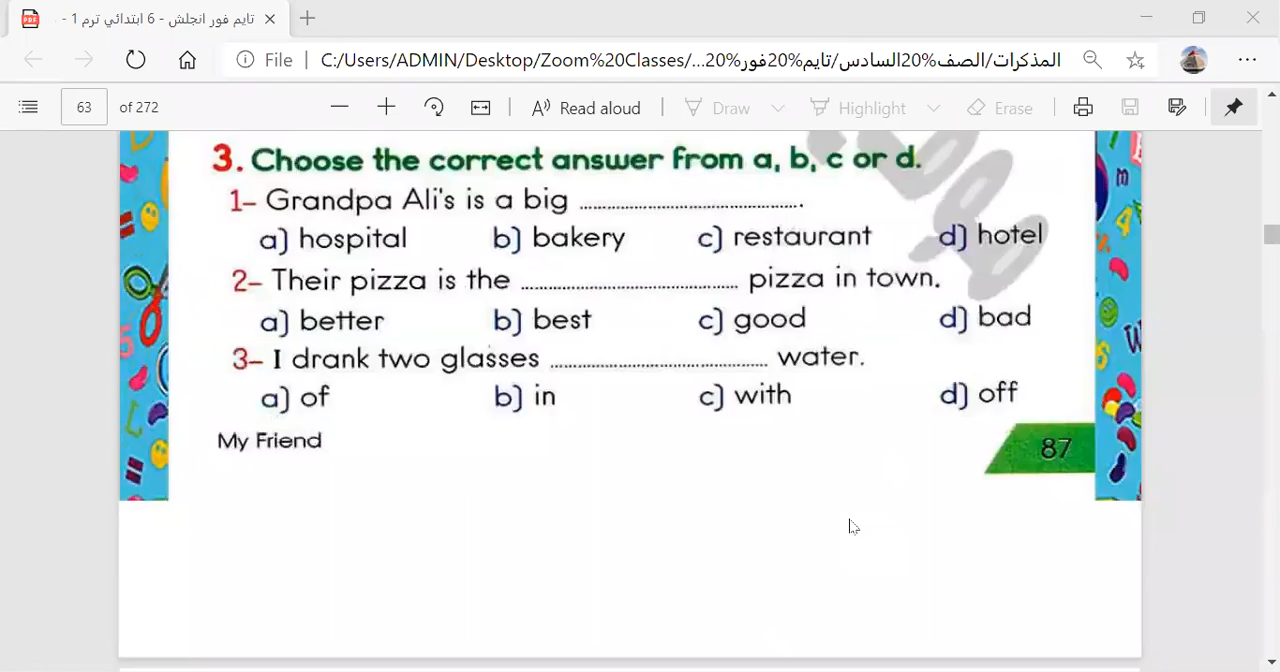 تايم فور انجلش - 6 ابتدائي ترم 1 -
File
C:/Users/ADMIN/Desktop/Zoom%20Classes/المذكرات/الصف%20السادس/تايم%20فور%20...
63 of 272
Read aloud
Draw
Highlight
Erase
3. Choose the correct answer from a, b, c or d.
1- Grandpa Ali's is a big ........................................ .
a) hospital b) bakery c) restaurant d) hotel
2- Their pizza is the ........................................ pizza in town.
a) better b) best c) good d) bad
3- I drank two glasses ........................................ water.
a) of b) in c) with d) off
My Friend
87